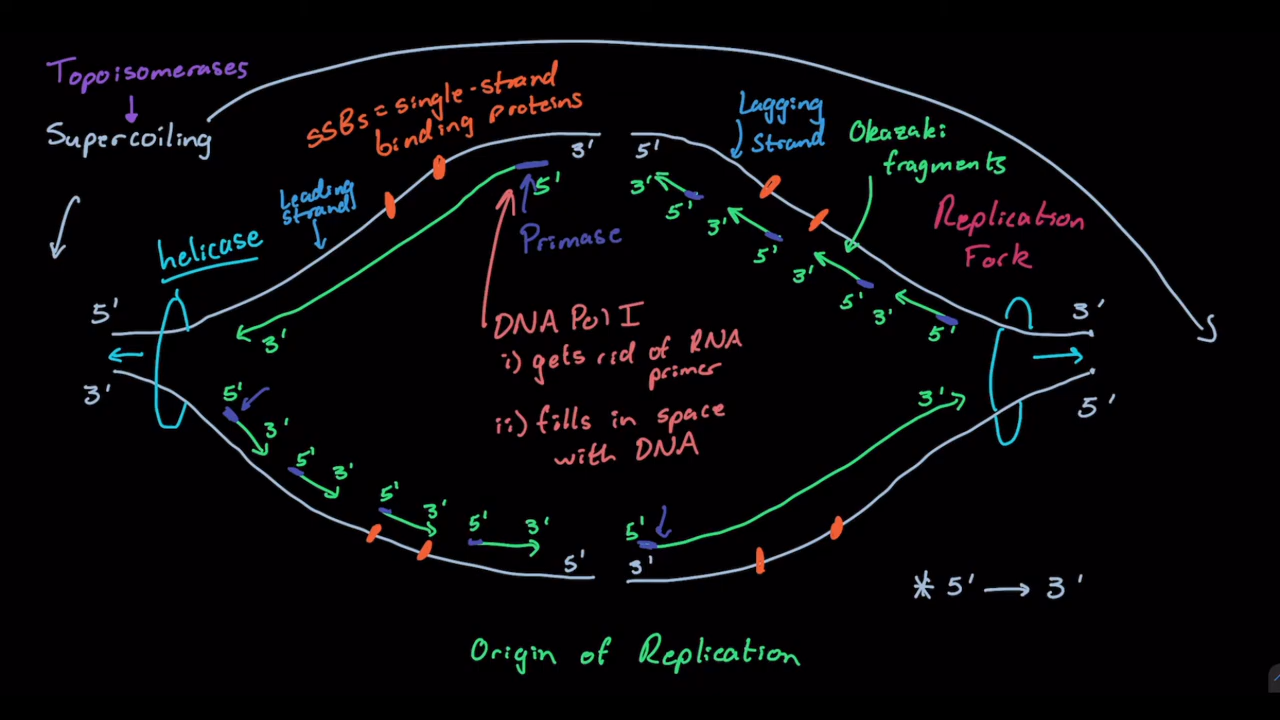 Topoisomerases
Supercoiling
SSBs = single-strand
binding proteins
Leading
strand
helicase
3'
5'
Lagging
Strand
Okazaki
fragments
Replication
Fork
5'
Primase
3'
5'
3'
5'
3'
5'
3'
5'
5'
3'
3'
5'
3'
3'
5'
DNA Pol I
i) gets rid of RNA
primer
ii) fills in space
with DNA
5'
3'
5'
3'
5'
3'
5'
3'
5'
5'
3'
3'
* 5' → 3'
Origin of Replication